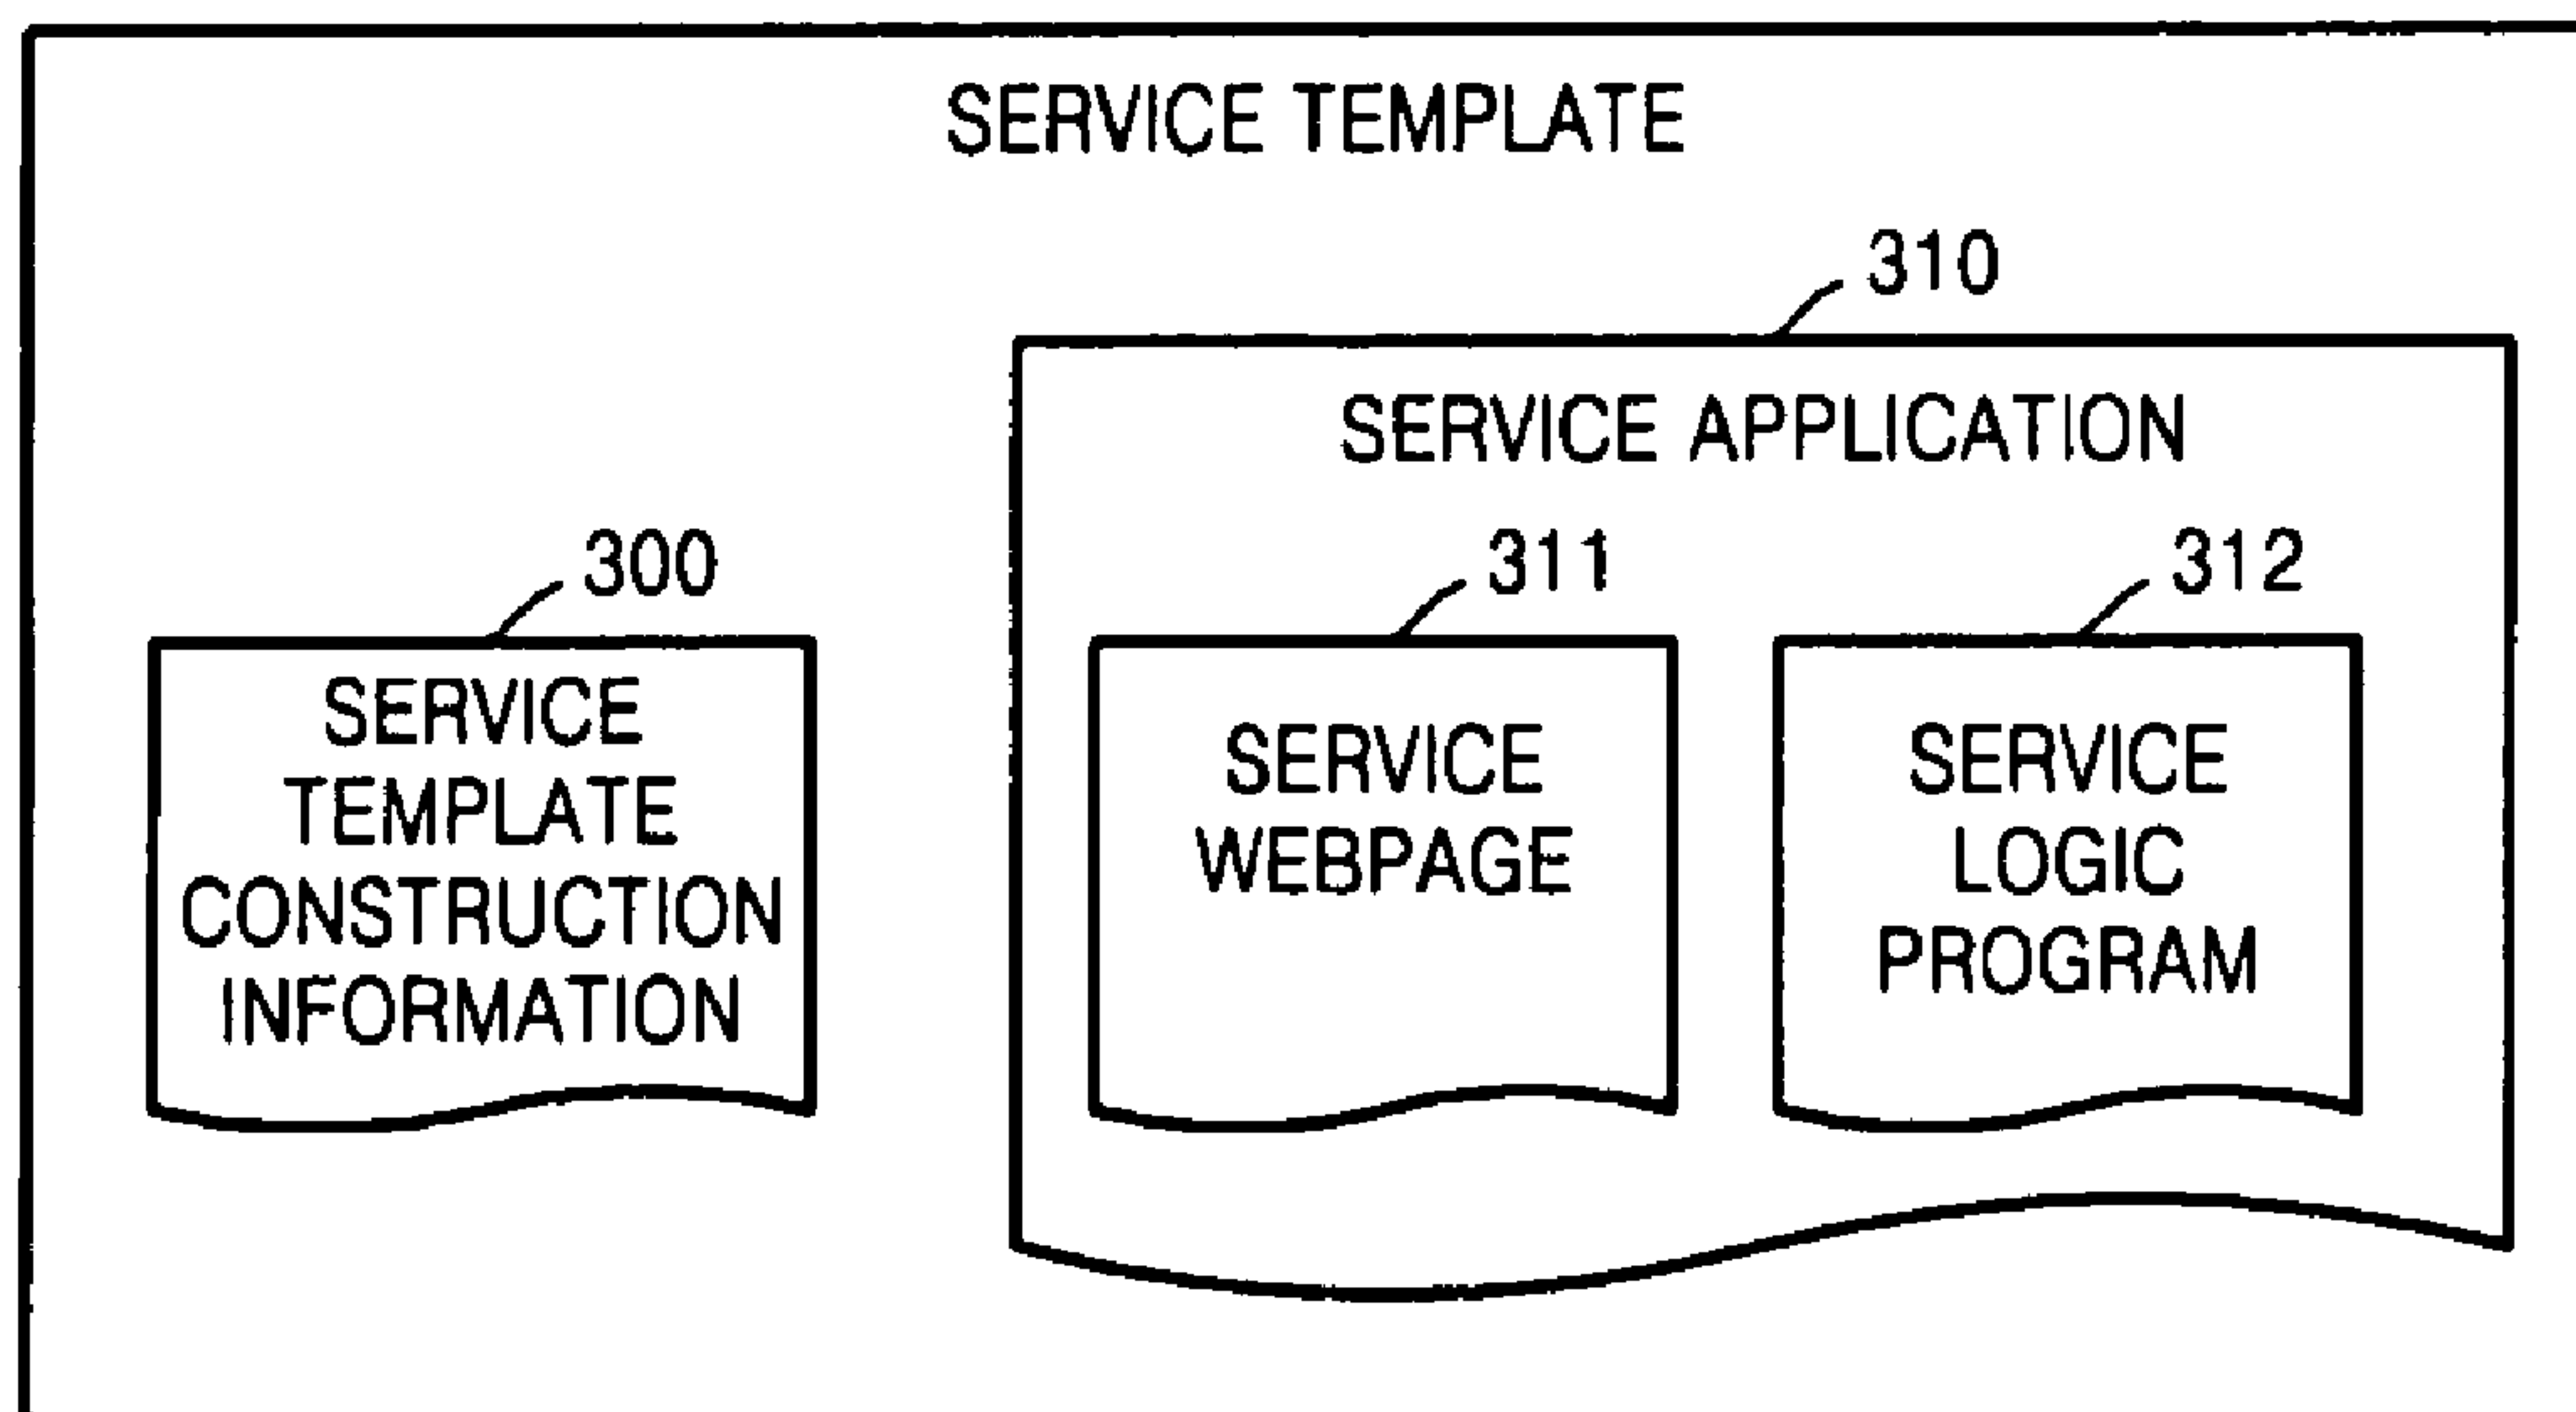 SERVICE TEMPLATE
310
SERVICE APPLICATION
300
311
312
SERVICE
TEMPLATE
CONSTRUCTION
INFORMATION
SERVICE
WEBPAGE
SERVICE
LOGIC
PROGRAM